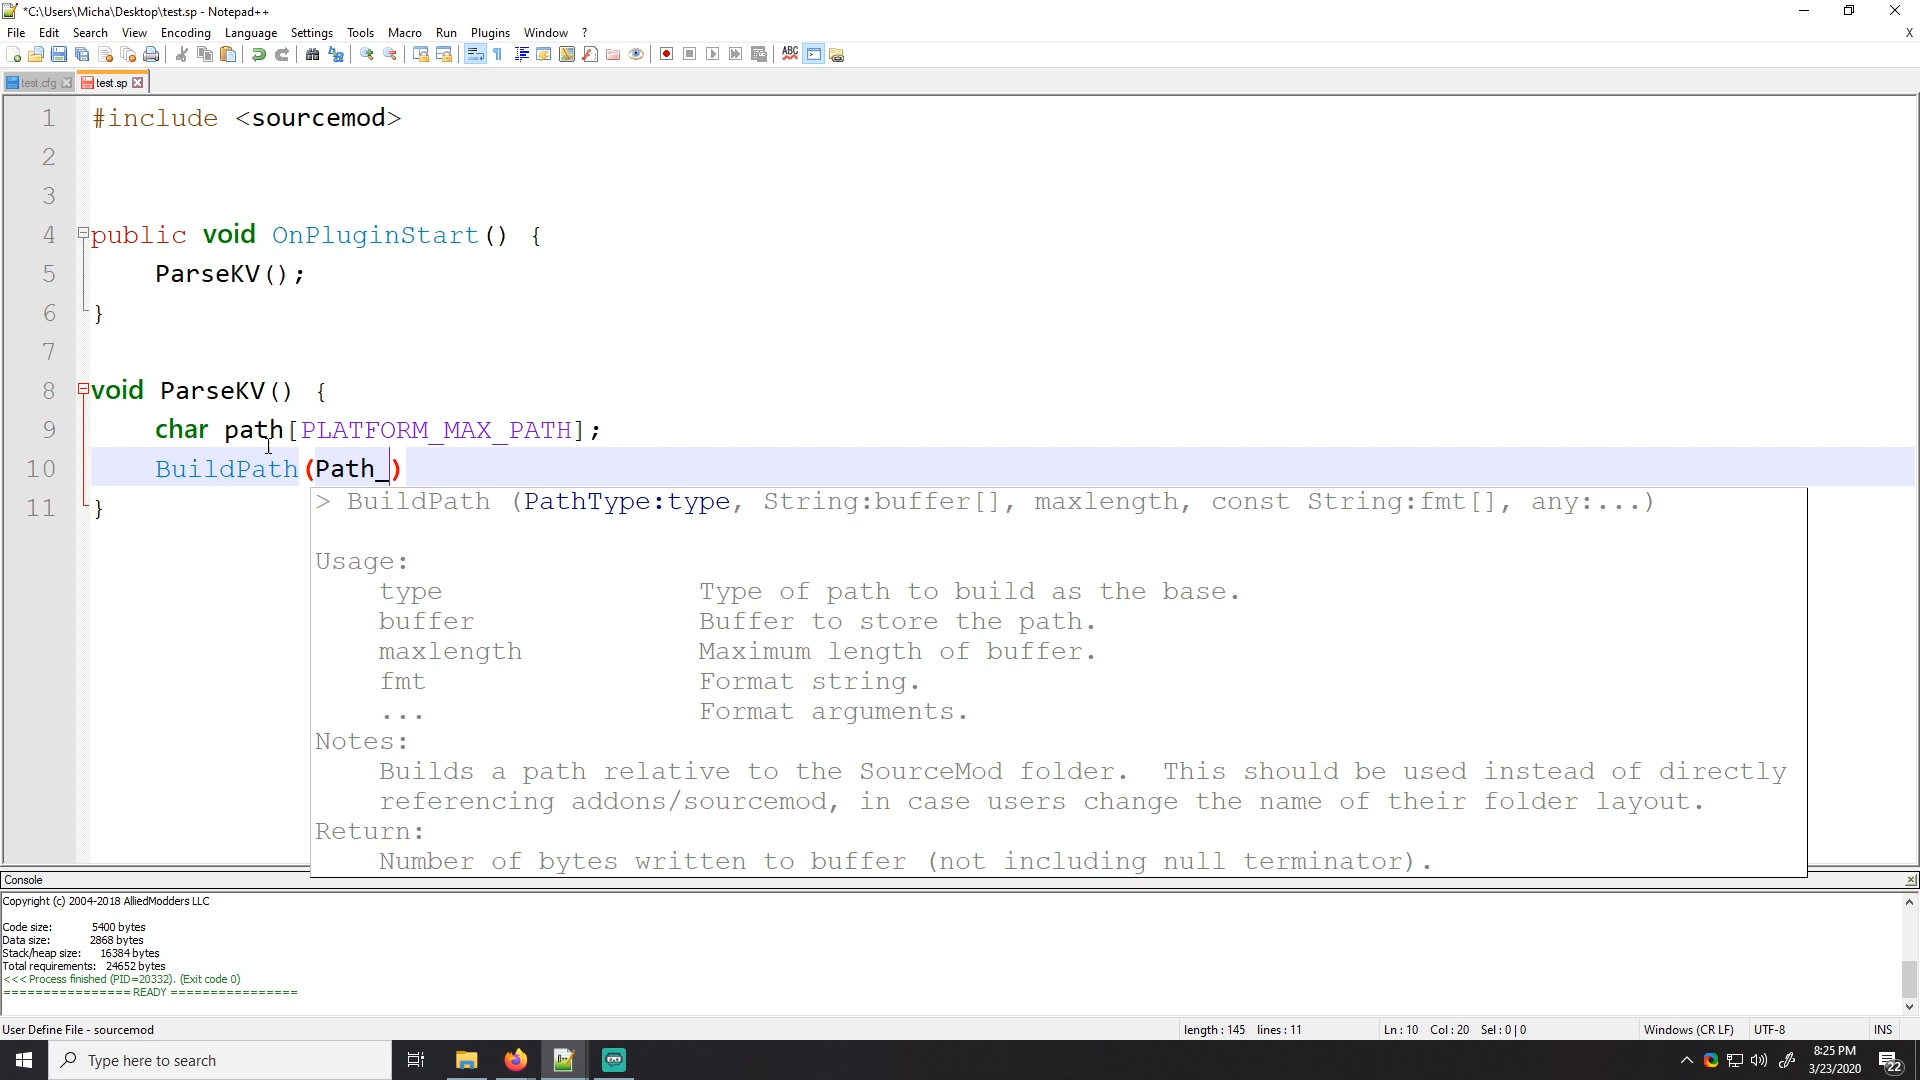 *C:\Users\Micha\Desktop\test.sp - Notepad++
File Edit Search View Encoding Language Settings Tools Macro Run Plugins Window ? X
ABC
test.cfg test.sp
1 #include <sourcemod>
2
3
4 public void OnPluginStart() {
5 ParseKV();
6 }
7
8 void ParseKV() {
9 char path[PLATFORM_MAX_PATH];
10 BuildPath(Path_)
11 }
> BuildPath (PathType:type, String:buffer[], maxlength, const String:fmt[], any:...)
Usage:
type Type of path to build as the base.
buffer Buffer to store the path.
maxlength Maximum length of buffer.
fmt Format string.
... Format arguments.
Notes:
Builds a path relative to the SourceMod folder.  This should be used instead of directly
referencing addons/sourcemod, in case users change the name of their folder layout.
Return:
Number of bytes written to buffer (not including null terminator).
Console
Copyright (c) 2004-2018 AlliedModders LLC
Code size: 5400 bytes
Data size: 2868 bytes
Stack/heap size: 16384 bytes
Total requirements: 24652 bytes
<<< Process finished (PID=20332). (Exit code 0)
================ READY ================
User Define File - sourcemod length : 145 lines : 11 Ln : 10 Col : 20 Sel : 0 | 0 Windows (CR LF) UTF-8 INS
Type here to search
8:25 PM
3/23/2020
22